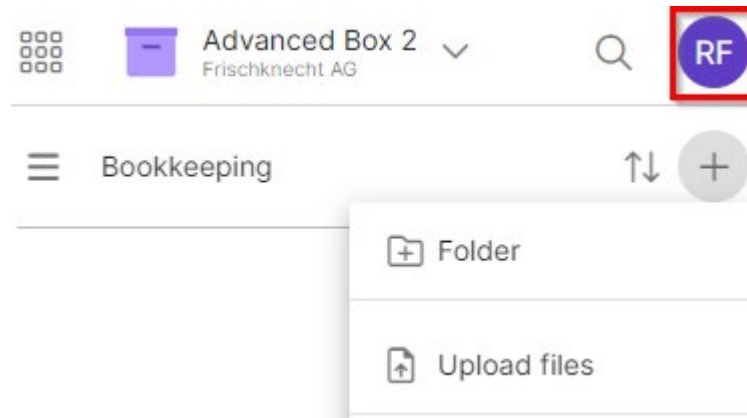 Advanced Box 2
Frischknecht AG
RF
Bookkeeping
Folder
Upload files